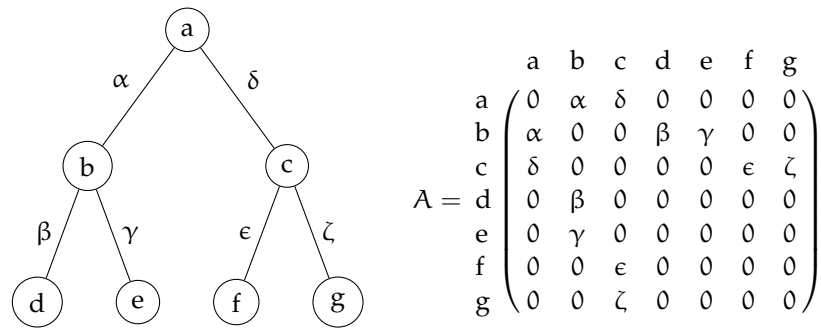 a
α δ
b c
β γ ϵ ζ
d e f g
a b c d e f g
a 0 α δ 0 0 0 0
b α 0 0 β γ 0 0
c δ 0 0 0 0 ϵ ζ
A = d 0 β 0 0 0 0 0
e 0 γ 0 0 0 0 0
f 0 0 ϵ 0 0 0 0
g 0 0 ζ 0 0 0 0